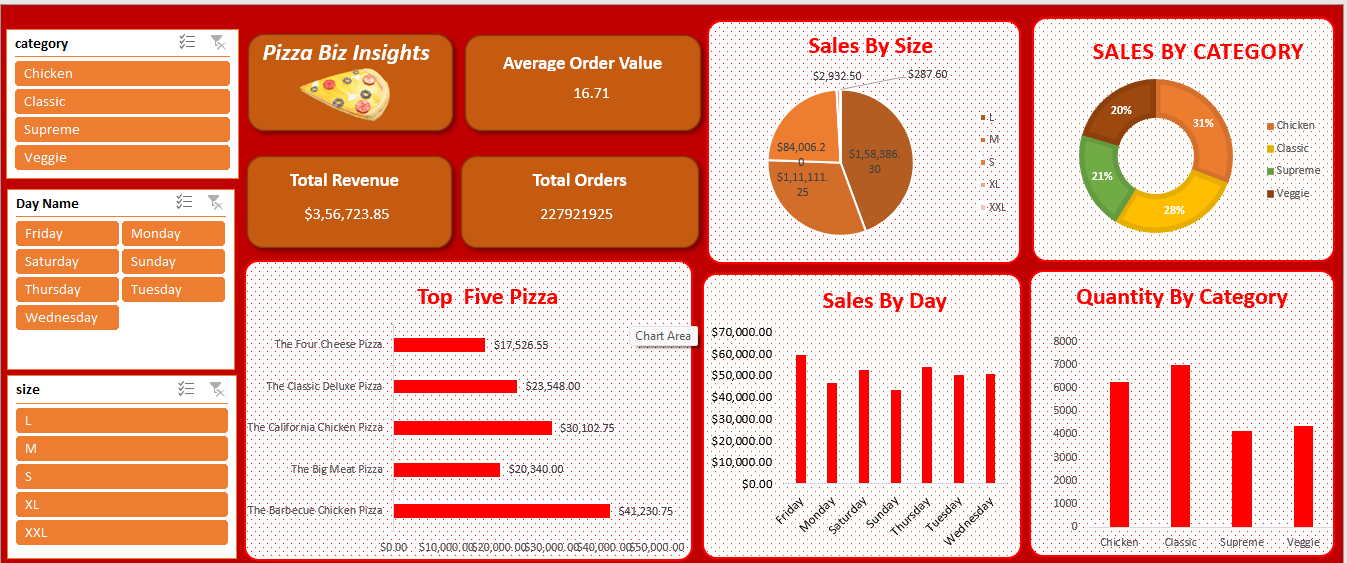 category
Chicken
Classic
Supreme
Veggie
Day Name
Friday
Monday
Saturday
Sunday
Thursday
Tuesday
Wednesday
size
L
M
S
XL
XXL
Pizza Biz Insights
Average Order Value
16.71
Total Revenue
$3,56,723.85
Total Orders
227921925
Sales By Size
$2,932.50
$287.60
$84,006.2
0
$1,11,111.
25
$1,58,386.
30
L
M
S
XL
XXL
SALES BY CATEGORY
20%
31%
21%
28%
Chicken
Classic
Supreme
Veggie
Top Five Pizza
Chart Area
The Four Cheese Pizza
$17,526.55
The Classic Deluxe Pizza
$23,548.00
The California Chicken Pizza
$30,102.75
The Big Meat Pizza
$20,340.00
The Barbecue Chicken Pizza
$41,230.75
$0.00 $10,000.00 $20,000.00 $30,000.00 $40,000.00 $50,000.00
Sales By Day
$70,000.00
$60,000.00
$50,000.00
$40,000.00
$30,000.00
$20,000.00
$10,000.00
$0.00
Friday
Monday
Saturday
Sunday
Thursday
Tuesday
Wednesday
Quantity By Category
8000
7000
6000
5000
4000
3000
2000
1000
0
Chicken Classic Supreme Veggie